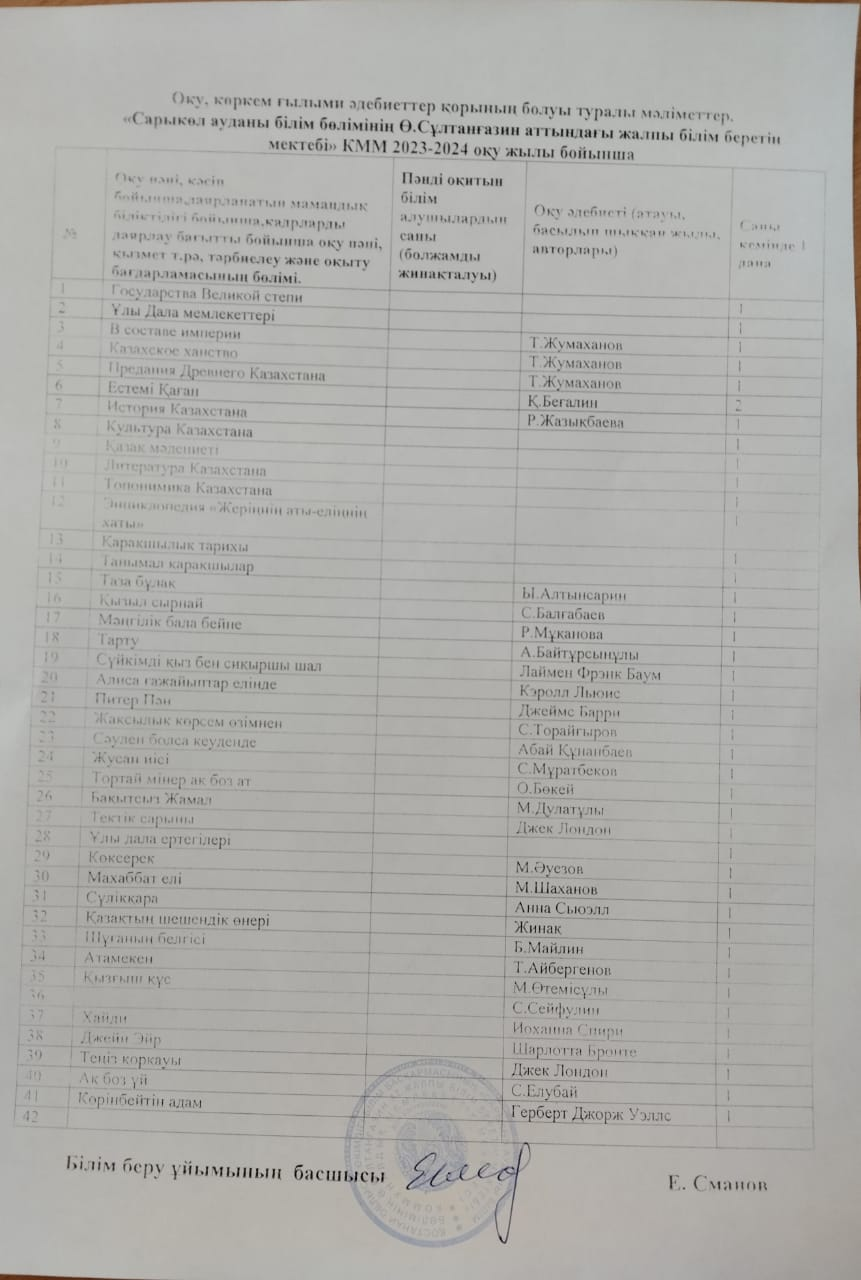 Оқу, көркем ғылыми әдебиеттер қорының болуы туралы мәліметтер.
«Сарыкөл ауданы білім бөлімінің Ө.Сұлтанғазин аттындағы жалпы білім беретін
мектебі» КММ 2023-2024 оқу жылы бойынша
№
Оқу пәні, кәсіп
бойынша,даярланатын мамандық
біліктілігі бойынша,кадрларды
даярлау бағытты бойынша оқу пәні,
қызмет т.рә, тәрбиелеу және оқыту
бағдарламасының бөлімі.
Пәнді оқитын
білім
алушылардын
саны
(болжамды
жинақталуы)
Оқу әдебиеті (атауы,
басылып шыққан жылы,
авторлары)
Саны
кемінде 1
дана
1 Государства Великой степи 1
2 Ұлы Дала мемлекеттері 1
3 В составе империи Т.Жумаханов 1
4 Казахское ханство Т.Жумаханов 1
5 Предания Древнего Казахстана Т.Жумаханов 1
6 Естемі Қаған Қ.Бегалин 2
7 История Казахстана Р.Жазықбаева 1
8 Культура Казахстана 1
9 Қазақ мәдениеті 1
10 Литература Казахстана 1
11 Топонимика Казахстана 1
12 Энциклопедия «Жеріңнің аты-еліңнің 1
хаты»
13 Қарақшылық тарихы 1
14 Танымал қарақшылар 1
15 Таза бұлақ Ы.Алтынсарин 1
16 Қызыл сырнай С.Балғабаев 1
17 Мәңгілік бала бейне Р.Мұқанова 1
18 Тарту А.Байтұрсынұлы 1
19 Сүйкімді қыз бен сиқыршы шал Лаймен Фрэнк Баум 1
20 Алиса ғажайыптар елінде Кэролл Льюис 1
21 Питер Пэн Джеймс Барри 1
22 Жақсылық көрсем өзімнен С.Торайғыров 1
23 Сәулең болса кеуденде Абай Құнанбаев 1
24 Жусан иісі С.Мұратбеков 1
25 Тортай мінер ақ боз ат О.Бөкей 1
26 Бақытсыз Жамал М.Дулатұлы 1
27 Тектік сарыны Джек Лондон 1
28 Ұлы дала ертегілері 1
29 Көксерек М.Әуезов 1
30 Махаббат елі М.Шаханов 1
31 Сүліққара Анна Сьюэлл 1
32 Қазақтың шешендік өнері Жинақ 1
33 Шұғаның белгісі Б.Майлин 1
34 Атамекен Т.Айбергенов 1
35 Қызғыш құс М.Өтемісұлы 1
36 С.Сейфулин 1
37 Хайди Иоханна Спири 1
38 Джейн Эйр Шарлотта Бронте 1
39 Теңіз қорқауы Джек Лондон 1
40 Ақ боз үй С.Елубай 1
41 Көрінбейтін адам Герберт Джорж Уэллс 1
42
Білім беру ұйымының басшысы Е. Сманов